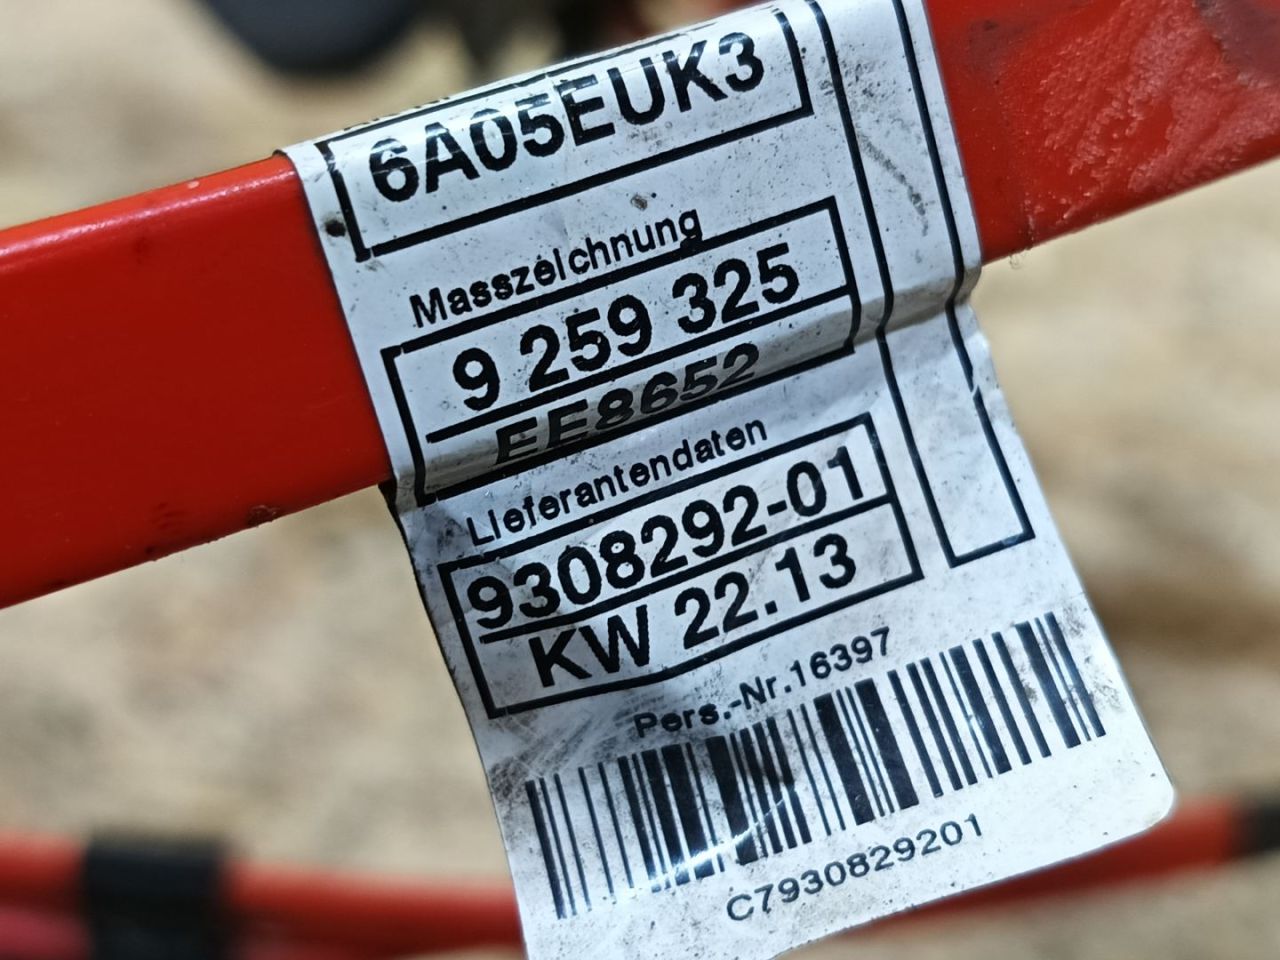 6A05EUK3
Masszeichnung
9 259 325
EE8652
Lieferantendaten
9308292-01
KW 22.13
Pers.-Nr.16397
C7930829201